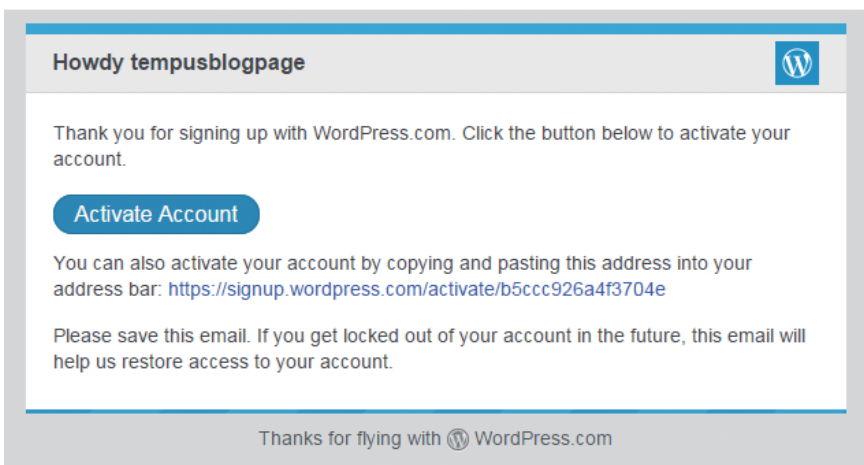 Howdy tempusblogpage
Thank you for signing up with WordPress.com. Click the button below to activate your
account.
Activate Account
You can also activate your account by copying and pasting this address into your
address bar: https://signup.wordpress.com/activate/b5ccc926a4f3704e
Please save this email. If you get locked out of your account in the future, this email will
help us restore access to your account.
Thanks for flying with WordPress.com